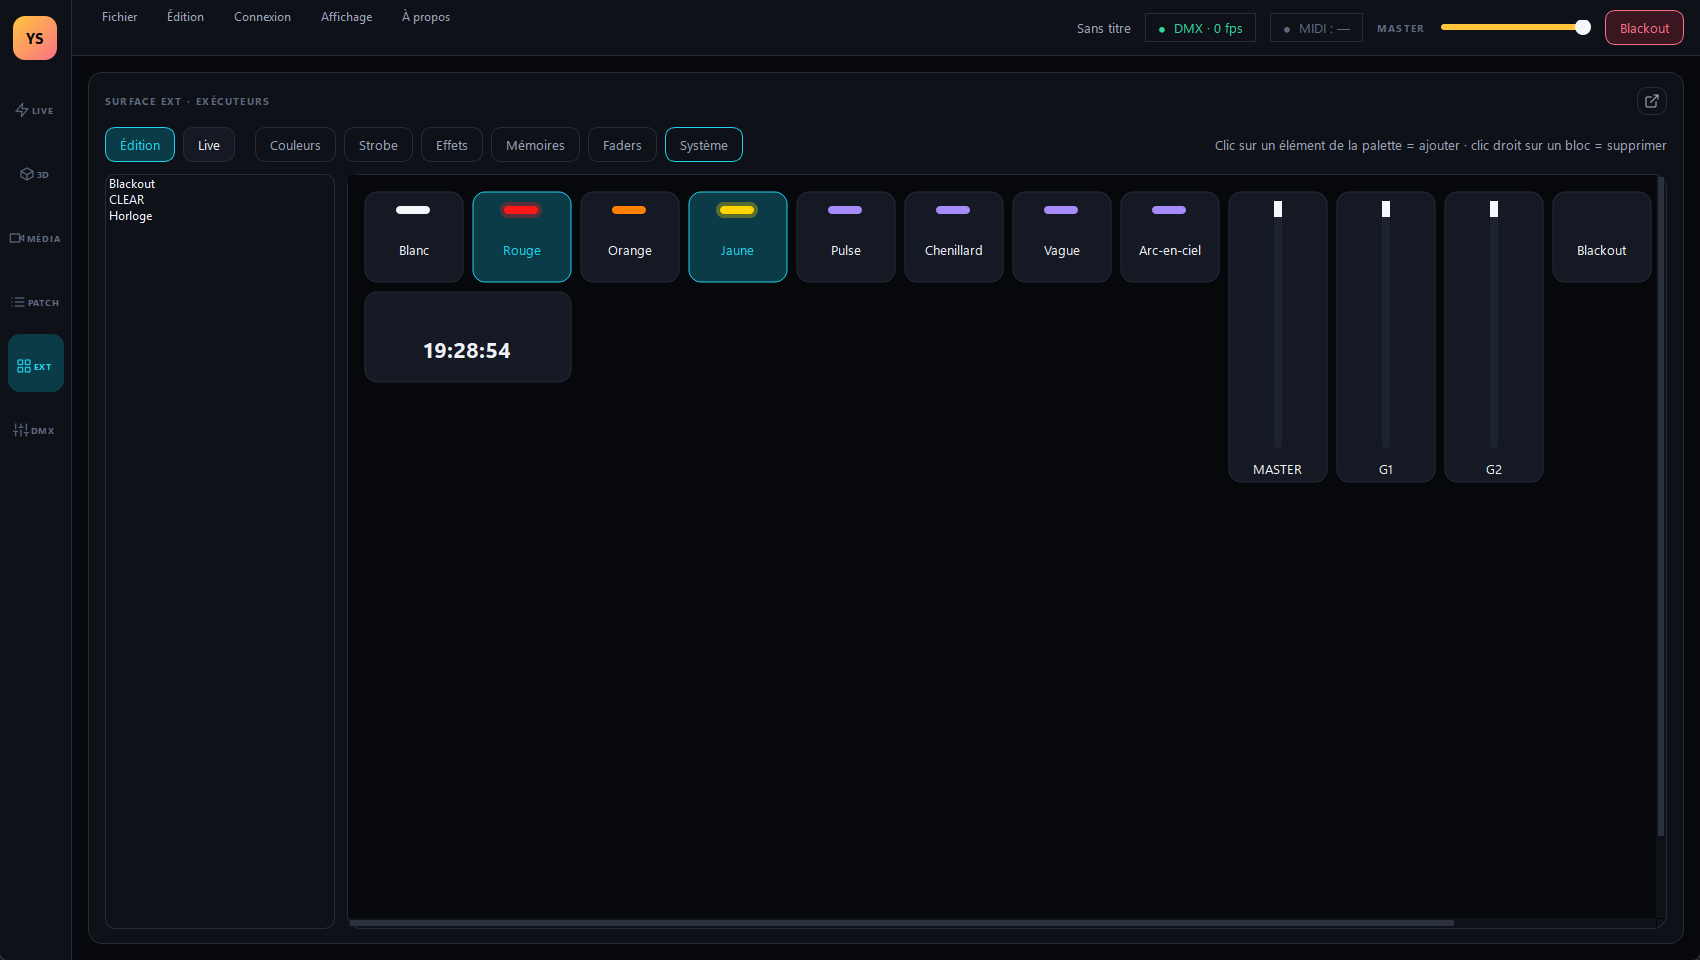 YS
Fichier Édition Connexion Affichage À propos
Sans titre
● DMX · 0 fps
● MIDI : —
MASTER
Blackout
LIVE
3D
MÉDIA
PATCH
EXT
DMX
SURFACE EXT · EXÉCUTEURS
Édition Live Couleurs Strobe Effets Mémoires Faders Système
Clic sur un élément de la palette = ajouter · clic droit sur un bloc = supprimer
Blackout
CLEAR
Horloge
Blanc Rouge Orange Jaune Pulse Chenillard Vague Arc-en-ciel Blackout
19:28:54
MASTER G1 G2